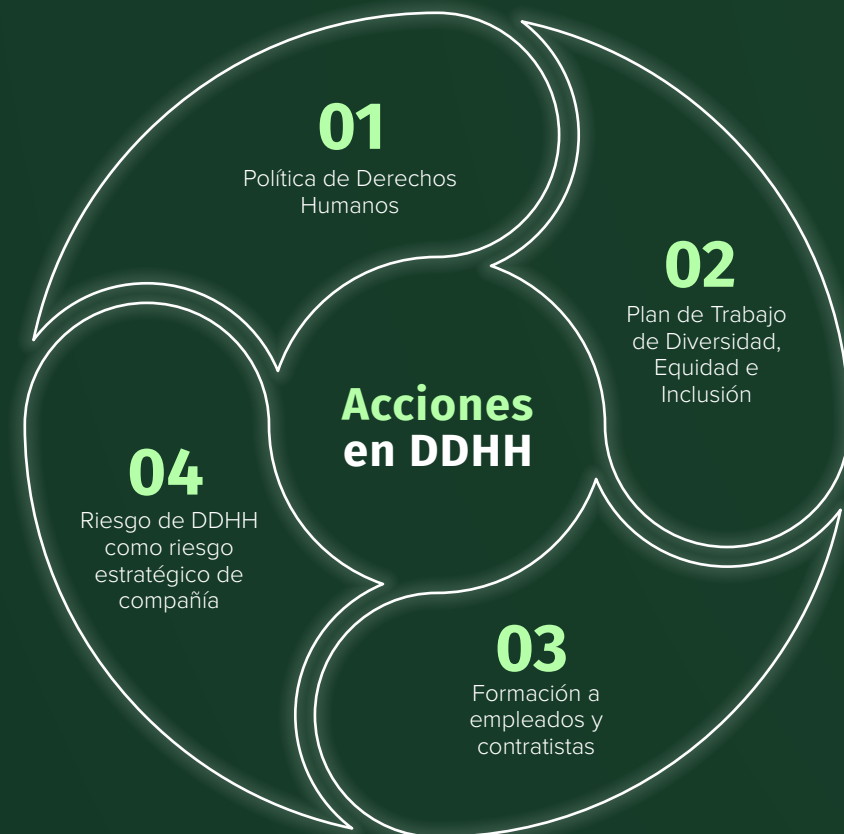 01
Política de Derechos
Humanos
02
Plan de Trabajo
de Diversidad,
Equidad e
Inclusión
Acciones
en DDHH
04
Riesgo de DDHH
como riesgo
estratégico de
compañía
03
Formación a
empleados y
contratistas